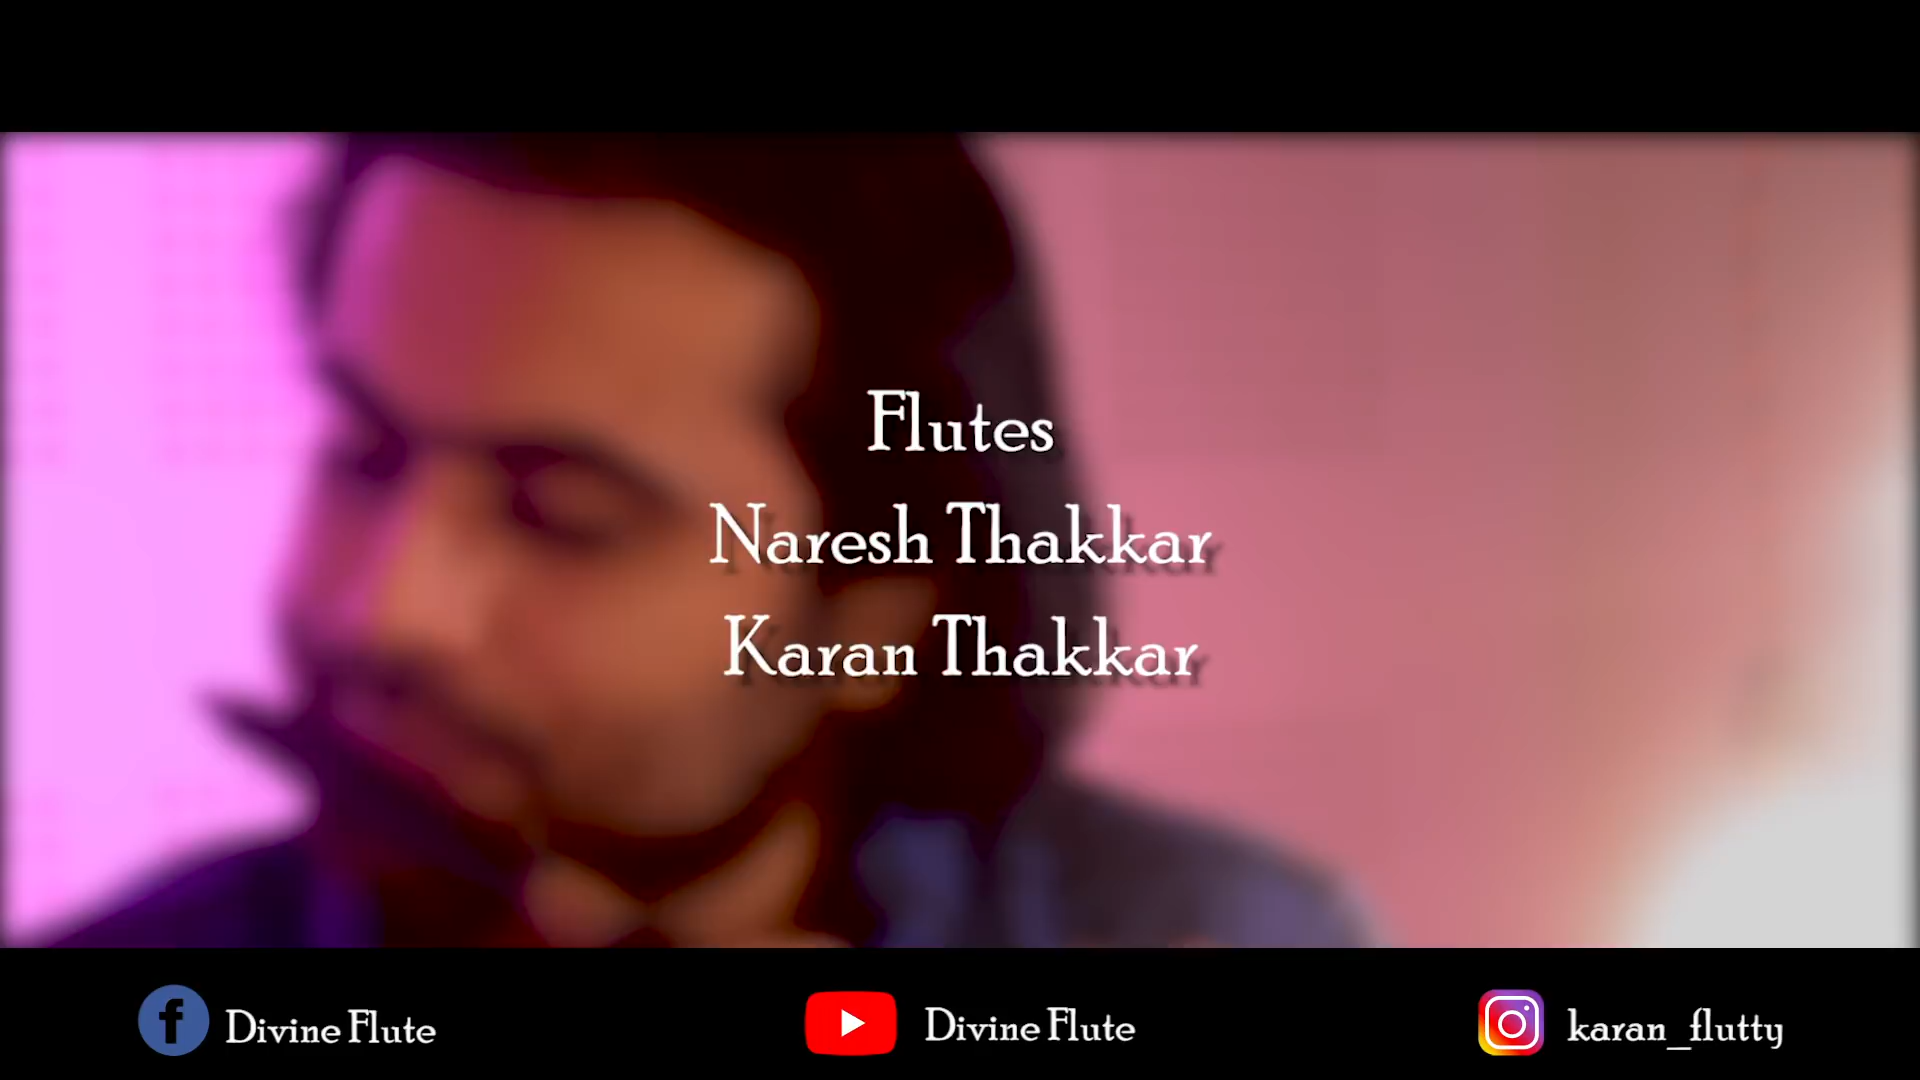 Flutes
Naresh Thakkar
Karan Thakkar
Divine Flute
Divine Flute
karan_flutty